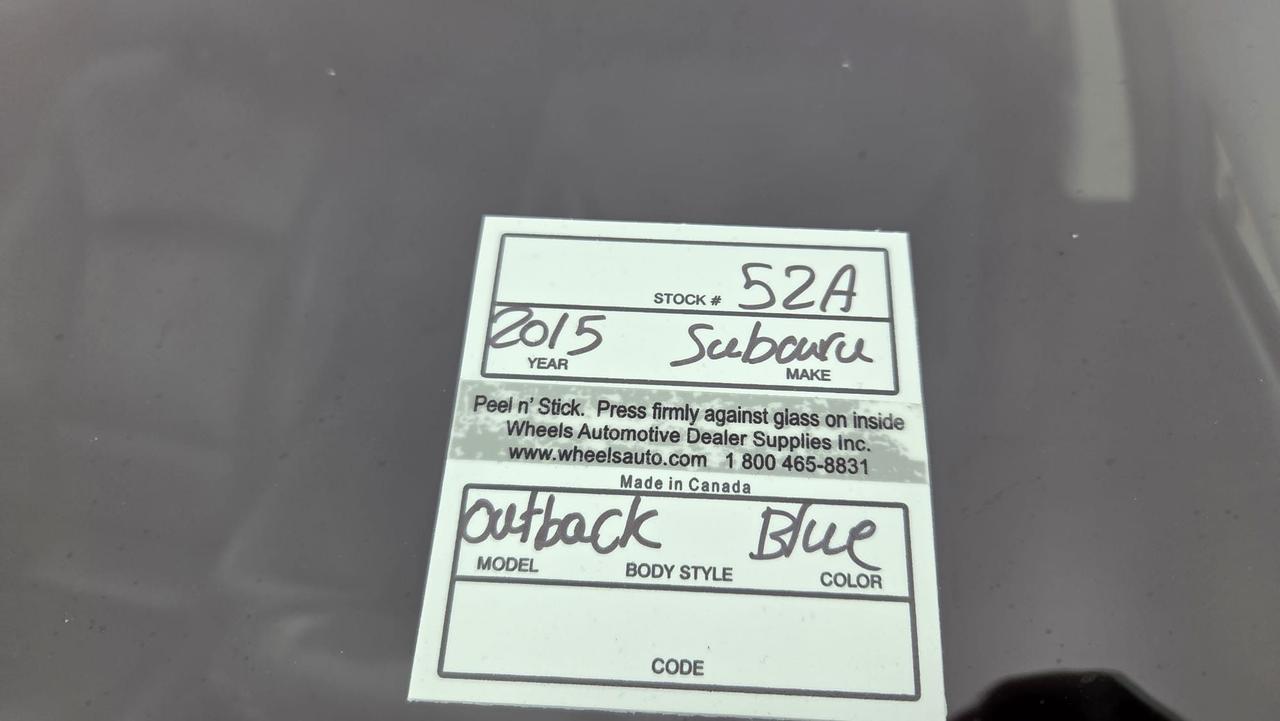 STOCK # 52A
2015 Subaru
YEAR MAKE
Peel n' Stick. Press firmly against glass on inside
Wheels Automotive Dealer Supplies Inc.
www.wheelsauto.com 1 800 465-8831
Made in Canada
Outback Blue
MODEL BODY STYLE COLOR
CODE